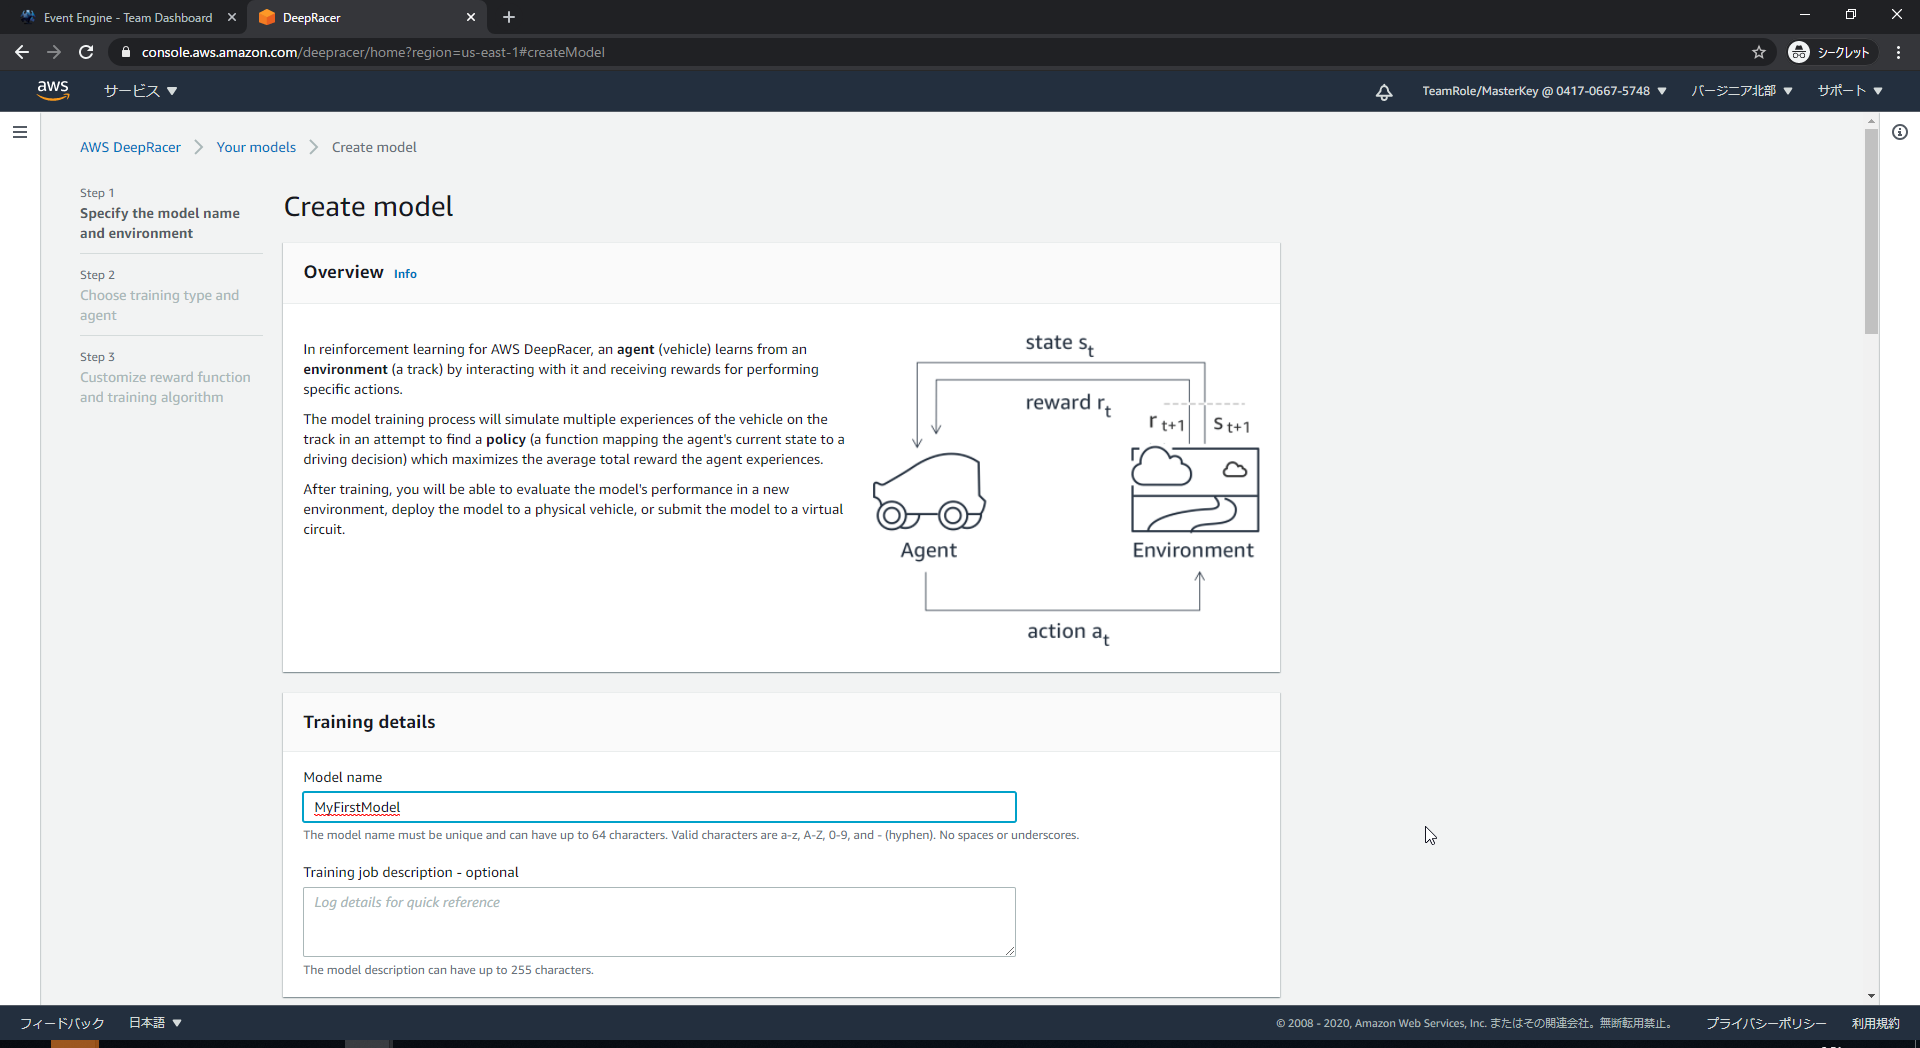 Event Engine - Team Dashboard
DeepRacer
console.aws.amazon.com/deepracer/home?region=us-east-1#createModel
シークレット
aws
サービス
TeamRole/MasterKey @ 0417-0667-5748
バージニア北部
サポート
AWS DeepRacer
Your models
Create model
Step 1
Specify the model name
and environment
Step 2
Choose training type and
agent
Step 3
Customize reward function
and training algorithm
Create model
Overview Info
In reinforcement learning for AWS DeepRacer, an agent (vehicle) learns from an
environment (a track) by interacting with it and receiving rewards for performing
specific actions.
The model training process will simulate multiple experiences of the vehicle on the
track in an attempt to find a policy (a function mapping the agent's current state to a
driving decision) which maximizes the average total reward the agent experiences.
After training, you will be able to evaluate the model's performance in a new
environment, deploy the model to a physical vehicle, or submit the model to a virtual
circuit.
state st
reward rt
r t+1
s t+1
Agent
Environment
action at
Training details
Model name
MyFirstModel
The model name must be unique and can have up to 64 characters. Valid characters are a-z, A-Z, 0-9, and - (hyphen). No spaces or underscores.
Training job description - optional
Log details for quick reference
The model description can have up to 255 characters.
フィードバック
日本語
© 2008 - 2020, Amazon Web Services, Inc. またはその関連会社。無断転用禁止。
プライバシーポリシー
利用規約